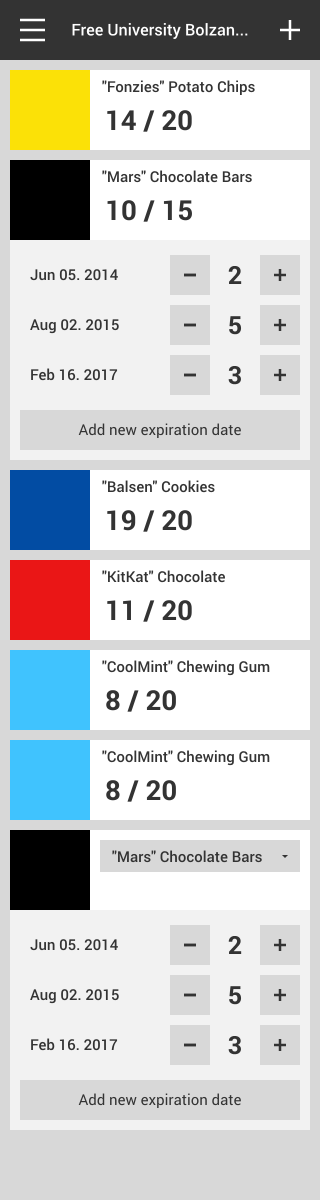 Free University Bolzan...
"Fonzies" Potato Chips
14 / 20
"Mars" Chocolate Bars
10 / 15
Jun 05. 2014 − 2 +
Aug 02. 2015 − 5 +
Feb 16. 2017 − 3 +
Add new expiration date
"Balsen" Cookies
19 / 20
"KitKat" Chocolate
11 / 20
"CoolMint" Chewing Gum
8 / 20
"CoolMint" Chewing Gum
8 / 20
"Mars" Chocolate Bars
Jun 05. 2014 − 2 +
Aug 02. 2015 − 5 +
Feb 16. 2017 − 3 +
Add new expiration date